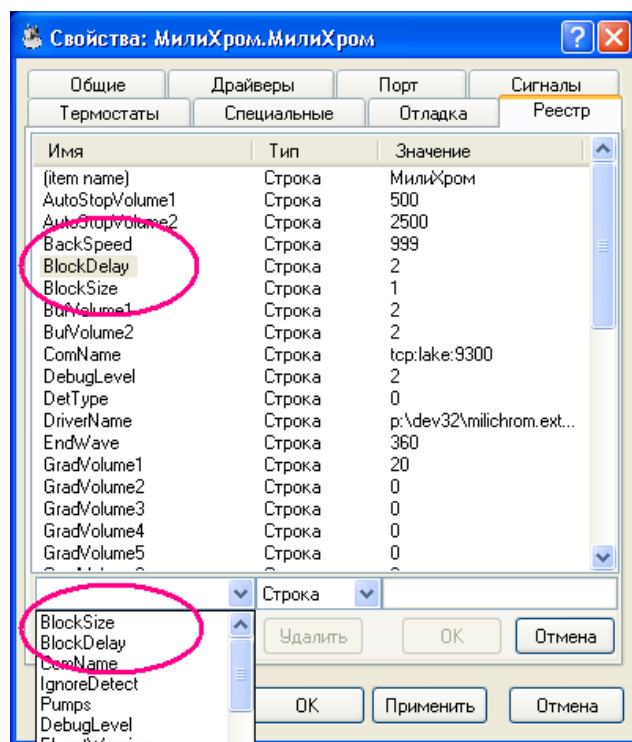 Свойства: МилиХром.МилиХром
Общие Драйверы Порт Сигналы
Термостаты Специальные Отладка Реестр
Имя Тип Значение
(item name) Строка МилиХром
AutoStopVolume1 Строка 500
AutoStopVolume2 Строка 2500
BackSpeed Строка 999
BlockDelay Строка 2
BlockSize Строка 1
BufVolume1 Строка 2
BufVolume2 Строка 2
ComName Строка tcp:lake:9300
DebugLevel Строка 2
DetType Строка 0
DriverName Строка p:\dev32\milichrom.ext...
EndWave Строка 360
GradVolume1 Строка 20
GradVolume2 Строка 0
GradVolume3 Строка 0
GradVolume4 Строка 0
GradVolume5 Строка 0
Строка
BlockSize
BlockDelay Удалить OK Отмена
ComName
IgnoreDetect
Pumps OK Применить Отмена
DebugLevel